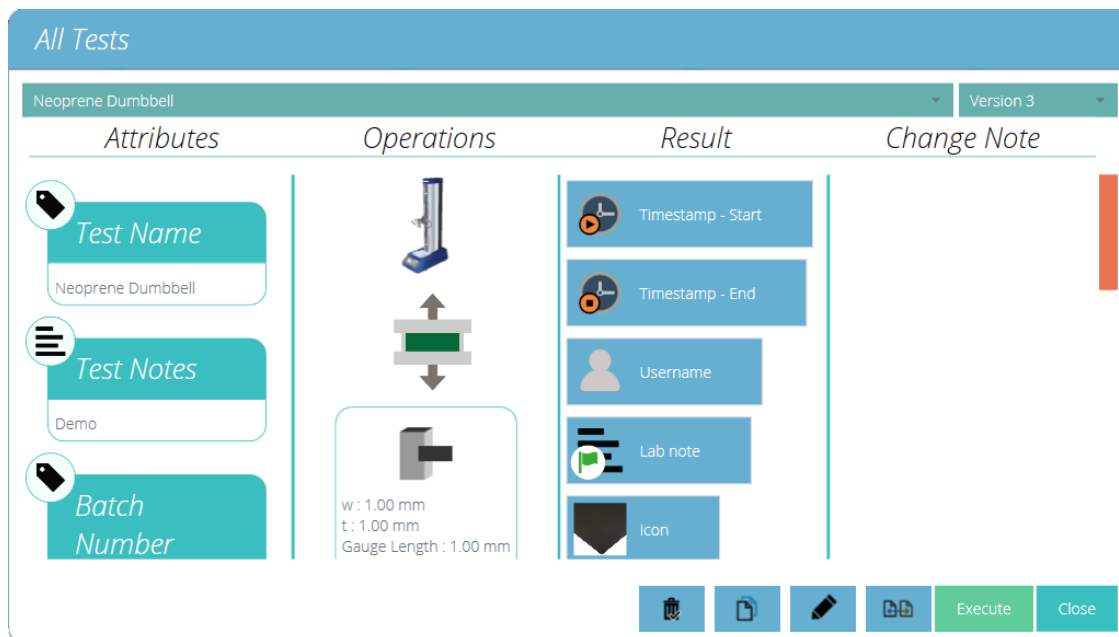 All Tests
Neoprene Dumbbell
Version 3
Attributes
Operations
Result
Change Note
Test Name
Neoprene Dumbbell
Test Notes
Demo
Batch
Number
w : 1.00 mm
t : 1.00 mm
Gauge Length : 1.00 mm
Timestamp - Start
Timestamp - End
Username
Lab note
Icon
Execute
Close